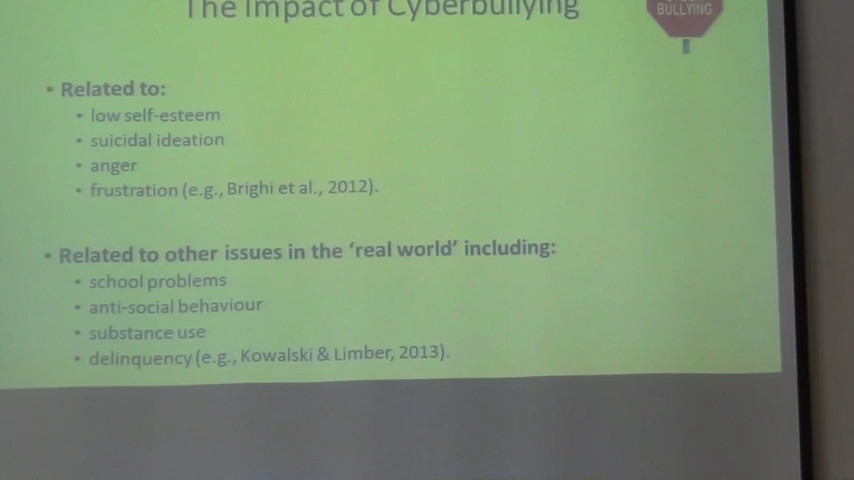 The Impact of Cyberbullying
BULLYING
• Related to:
• low self-esteem
• suicidal ideation
• anger
• frustration (e.g., Brighi et al., 2012).
• Related to other issues in the ‘real world’ including:
• school problems
• anti-social behaviour
• substance use
• delinquency (e.g., Kowalski & Limber, 2013).